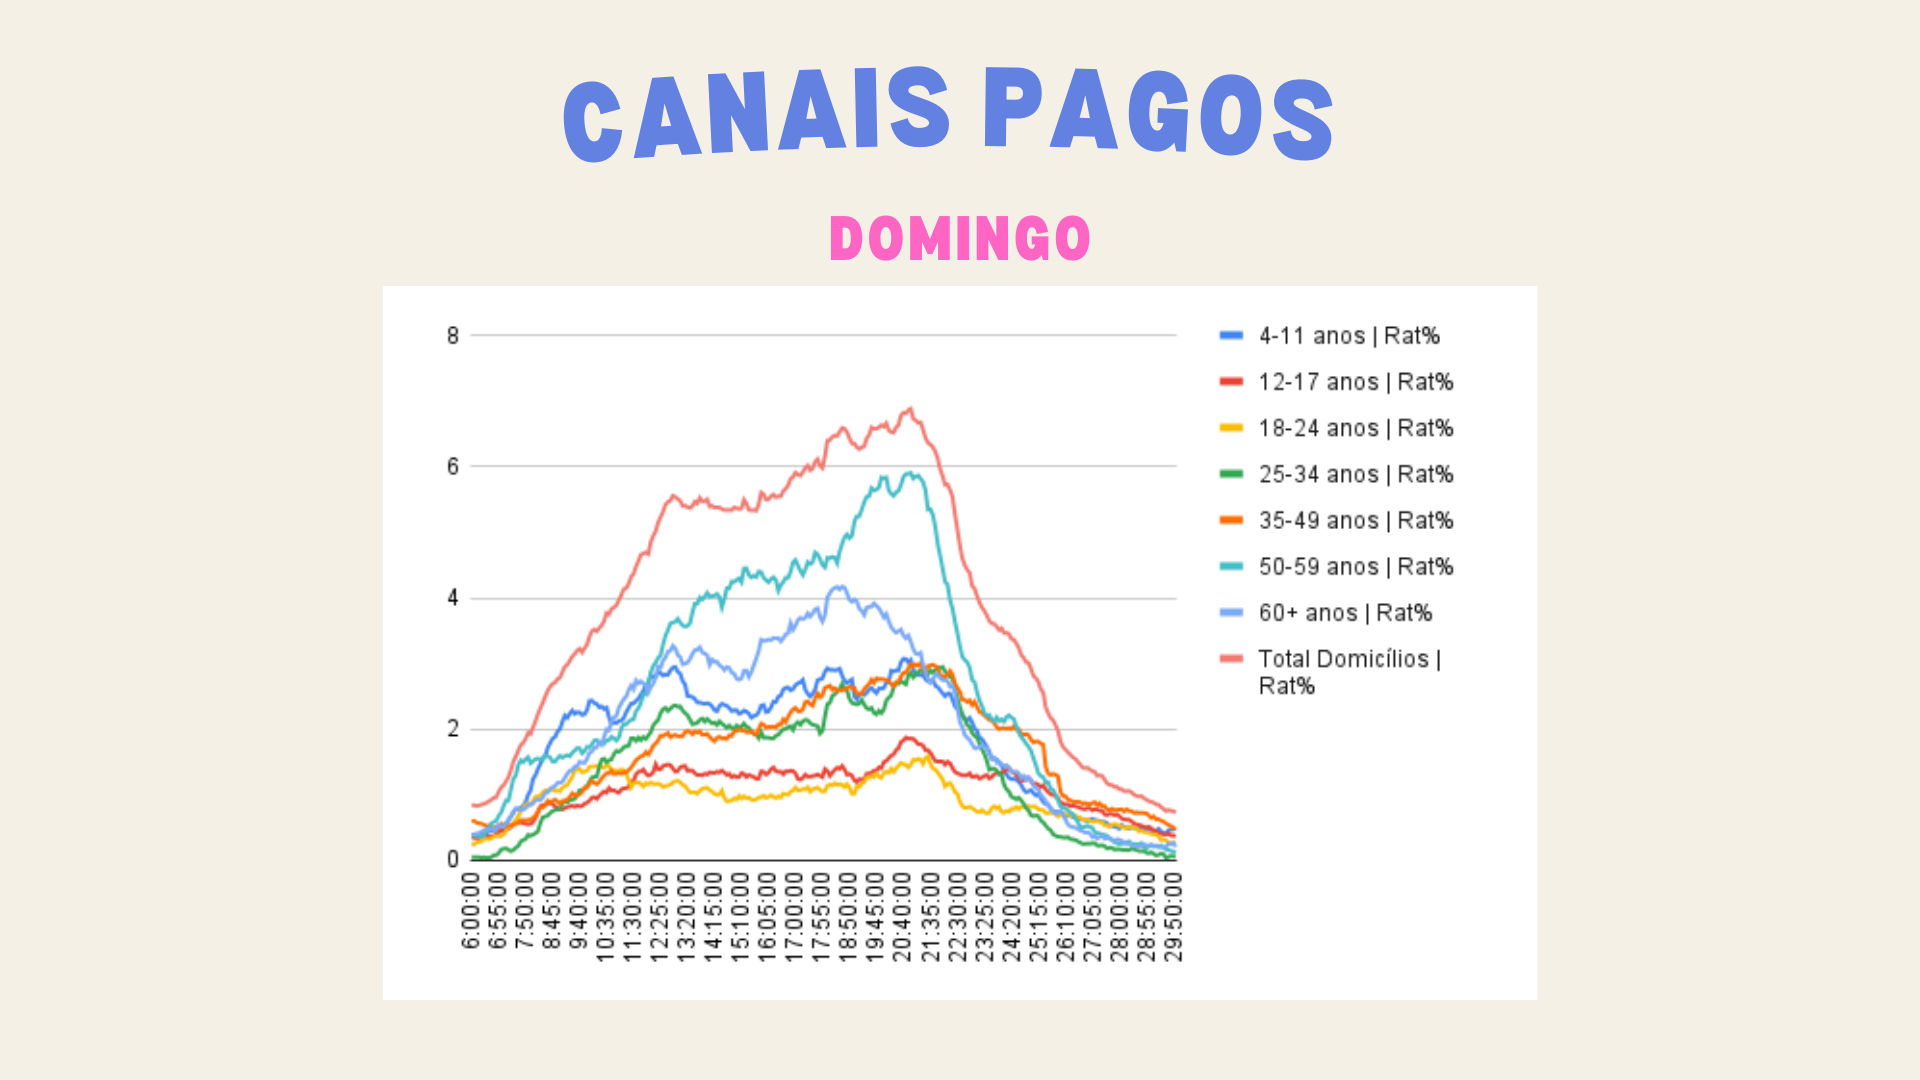 CANAIS PAGOS
DOMINGO
8
6
4
2
0
4-11 anos | Rat%
12-17 anos | Rat%
18-24 anos | Rat%
25-34 anos | Rat%
35-49 anos | Rat%
50-59 anos | Rat%
60+ anos | Rat%
Total Domicílios |
Rat%
6:00:00
6:55:00
7:50:00
8:45:00
9:40:00
10:35:00
11:30:00
12:25:00
13:20:00
14:15:00
15:10:00
16:05:00
17:00:00
17:55:00
18:50:00
19:45:00
20:40:00
21:35:00
22:30:00
23:25:00
24:20:00
25:15:00
26:10:00
27:05:00
28:00:00
28:55:00
29:50:00